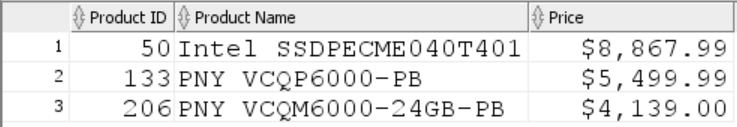 Product ID Product Name Price
1 50 Intel SSDPECME040T401 $8,867.99
2 133 PNY VCQP6000-PB $5,499.99
3 206 PNY VCQM6000-24GB-PB $4,139.00